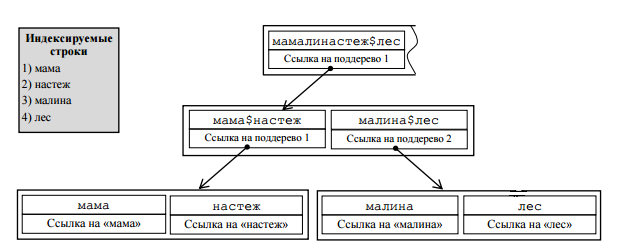 Индексируемые
строки
1) мама
2) настеж
3) малина
4) лес
мамалинастеж$лес
Ссылка на поддерево 1
мама$настеж
Ссылка на поддерево 1
малина$лес
Ссылка на поддерево 2
мама
Ссылка на «мама»
настеж
Ссылка на «настеж»
малина
Ссылка на «малина»
лес
Ссылка на «лес»